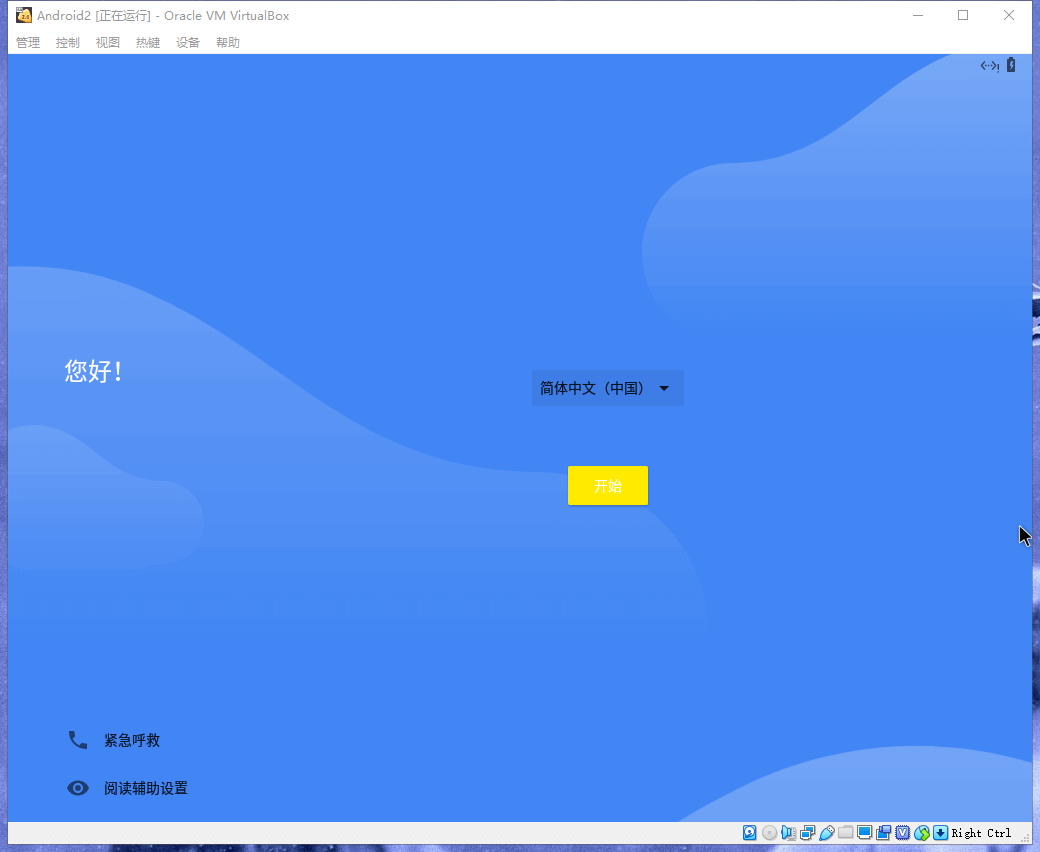 Android2 [正在运行] - Oracle VM VirtualBox
管理 控制 视图 热键 设备 帮助
您好！
简体中文（中国）
开始
紧急呼救
阅读辅助设置
Right Ctrl